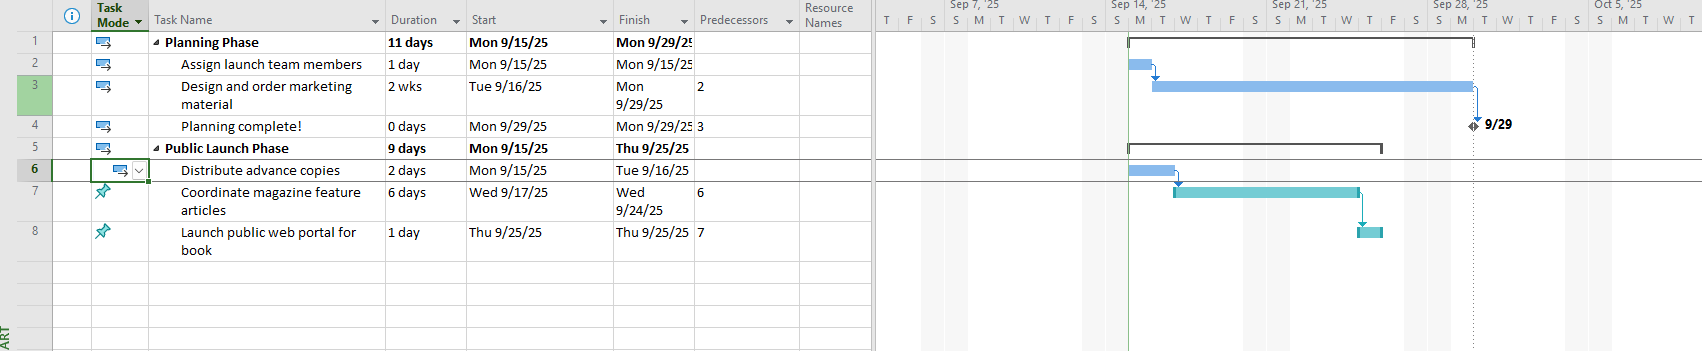 Task Mode Task Name Duration Start Finish Predecessors Resource Names
1 Planning Phase 11 days Mon 9/15/25 Mon 9/29/25
2 Assign launch team members 1 day Mon 9/15/25 Mon 9/15/25
3 Design and order marketing material 2 wks Tue 9/16/25 Mon 9/29/25 2
4 Planning complete! 0 days Mon 9/29/25 Mon 9/29/25 3
5 Public Launch Phase 9 days Mon 9/15/25 Thu 9/25/25
6 Distribute advance copies 2 days Mon 9/15/25 Tue 9/16/25
7 Coordinate magazine feature articles 6 days Wed 9/17/25 Wed 9/24/25 6
8 Launch public web portal for book 1 day Thu 9/25/25 Thu 9/25/25 7
ART
Sep 7, '25 Sep 14, '25 Sep 21, '25 Sep 28, '25 Oct 5, '25
T F S S M T W T F S S M T W T F S S M T W T F S S M T W T F S S M T W T
9/29